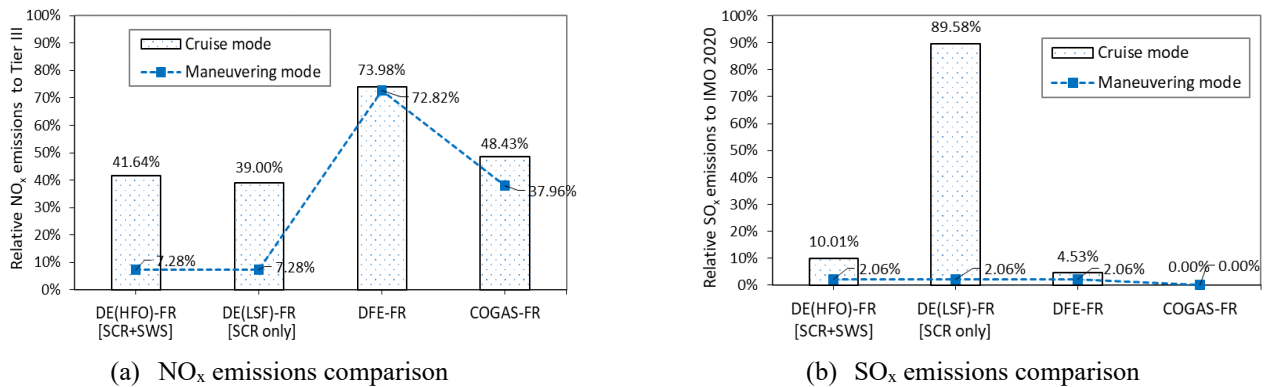 Relative NOx emissions to Tier III
100%
90%
80%
70%
60%
50%
40%
30%
20%
10%
0%
Cruise mode
Maneuvering mode
41.64%
39.00%
73.98%
48.43%
7.28%
7.28%
72.82%
37.96%
DE(HFO)-FR
[SCR+SWS]
DE(LSF)-FR
[SCR only]
DFE-FR
COGAS-FR
(a) NOx emissions comparison
Relative SOx emissions to IMO 2020
100%
90%
80%
70%
60%
50%
40%
30%
20%
10%
0%
Cruise mode
Maneuvering mode
10.01%
89.58%
4.53%
0.00%
2.06%
2.06%
2.06%
0.00%
DE(HFO)-FR
[SCR+SWS]
DE(LSF)-FR
[SCR only]
DFE-FR
COGAS-FR
(b) SOx emissions comparison